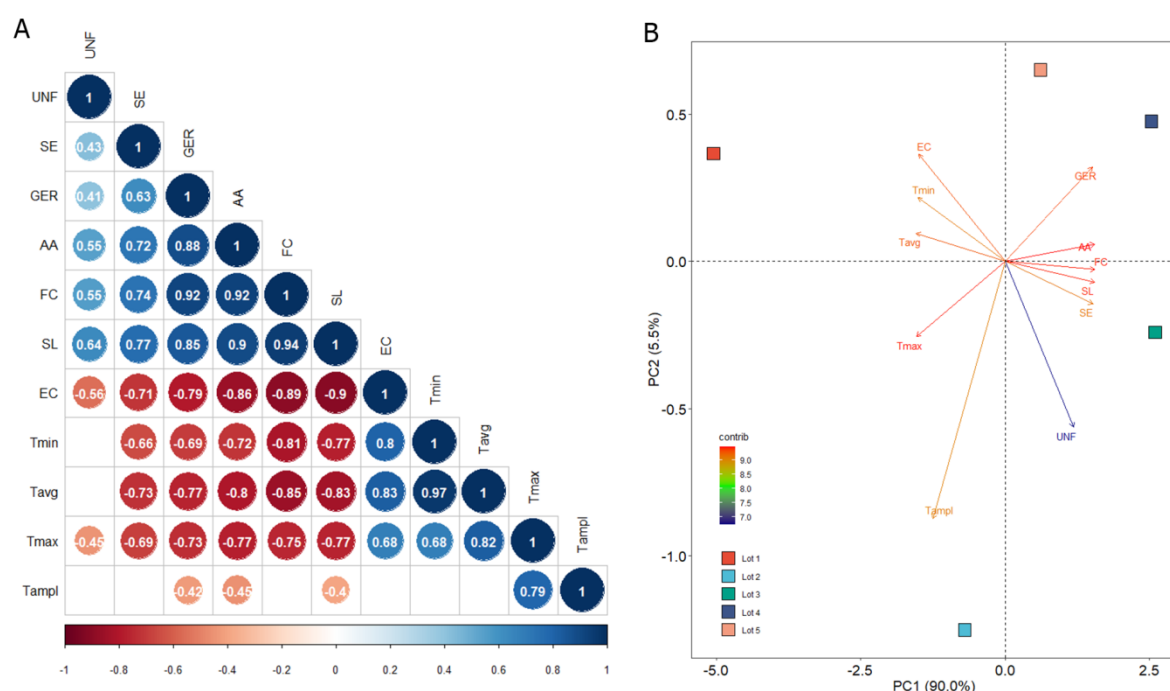 A
UNF
UNF 1 SE
SE 0.43 1 GER
GER 0.41 0.63 1 AA
AA 0.55 0.72 0.88 1 FC
FC 0.55 0.74 0.92 0.92 1 SL
SL 0.64 0.77 0.85 0.9 0.94 1 EC
EC -0.56 -0.71 -0.79 -0.86 -0.89 -0.9 1 Tmin
Tmin -0.66 -0.69 -0.72 -0.81 -0.77 0.8 1 Tavg
Tavg -0.73 -0.77 -0.8 -0.85 -0.83 0.83 0.97 1 Tmax
Tmax -0.45 -0.69 -0.73 -0.77 -0.75 -0.77 0.68 0.68 0.82 1 Tampl
Tampl -0.42 -0.45 -0.4 0.79 1
-1 -0.8 -0.6 -0.4 -0.2 0 0.2 0.4 0.6 0.8 1
B
0.5
0.0
-0.5
-1.0
PC2 (5.5%)
EC
GER
Tmin
Tavg
AA
FC
SL
SE
Tmax
UNF
Tampl
contrib
9.0
8.5
8.0
7.5
7.0
Lot 1
Lot 2
Lot 3
Lot 4
Lot 5
-5.0 -2.5 0.0 2.5
PC1 (90.0%)